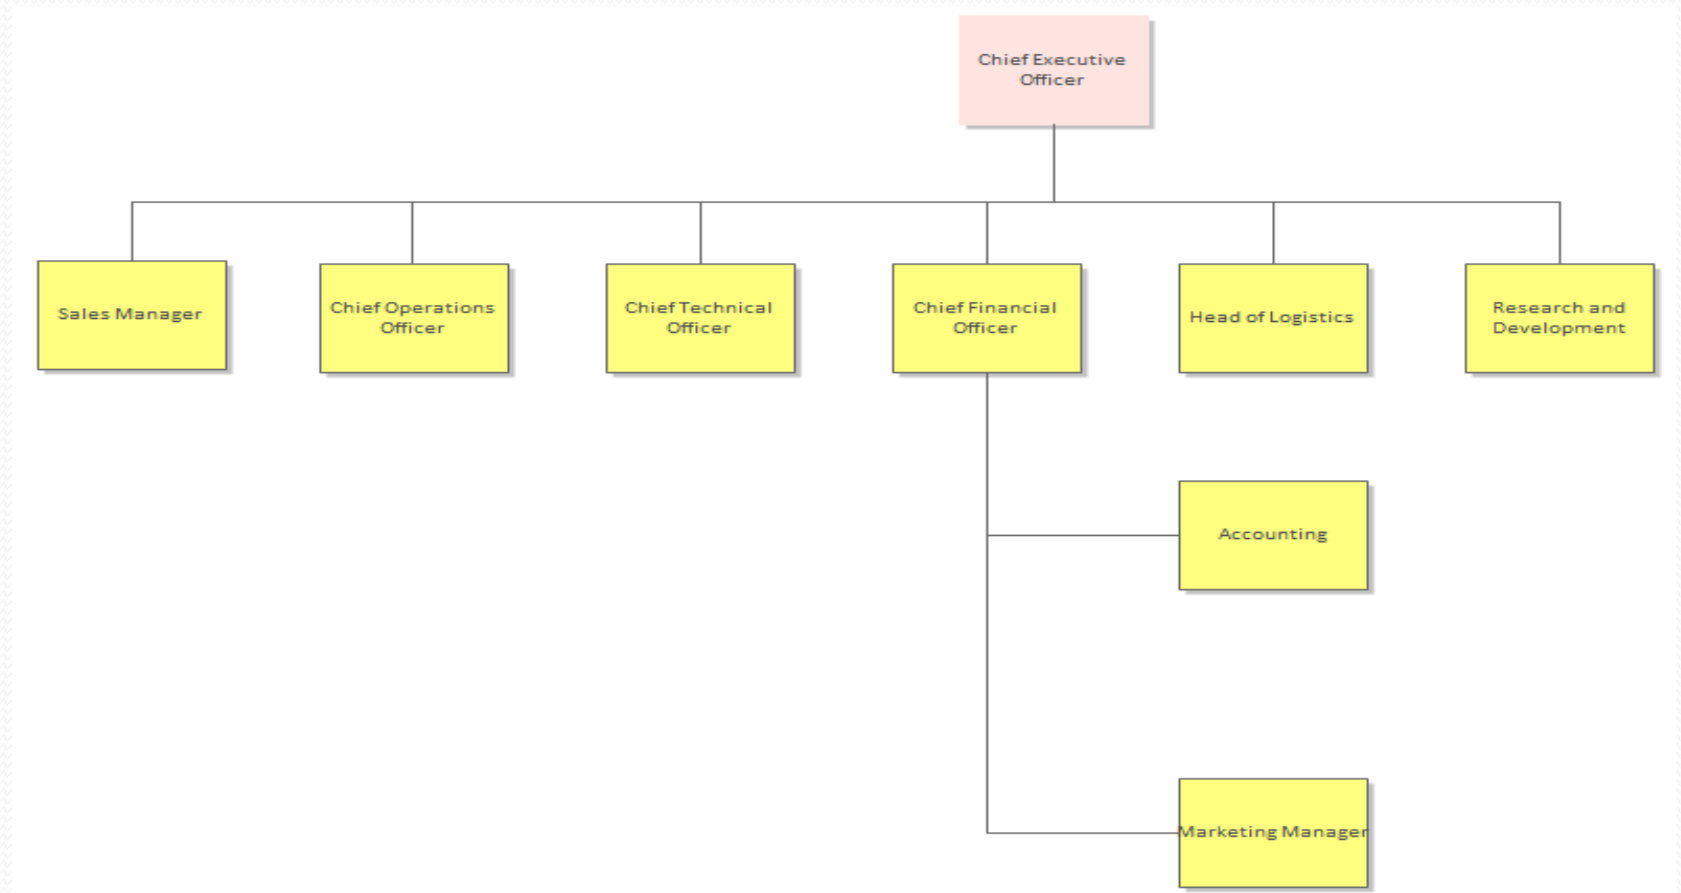 Chief Executive
Officer
Sales Manager
Chief Operations
Officer
Chief Technical
Officer
Chief Financial
Officer
Head of Logistics
Research and
Development
Accounting
Marketing Manager